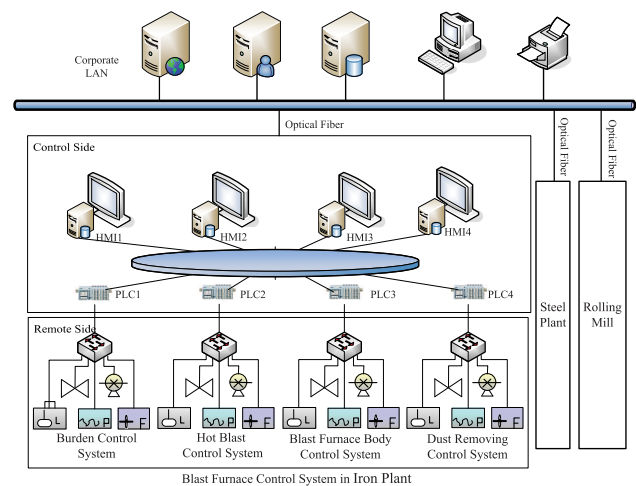 Corporate
LAN
Optical Fiber
Optical Fiber
Optical Fiber
Control Side
HMI1
HMI2
HMI3
HMI4
PLC1
PLC2
PLC3
PLC4
Steel
Plant
Rolling
Mill
Remote Side
L
P
F
L
P
F
L
P
F
L
P
F
Burden Control
System
Hot Blast
Control System
Blast Furnace Body
Control System
Dust Removing
Control System
Blast Furnace Control System in Iron Plant